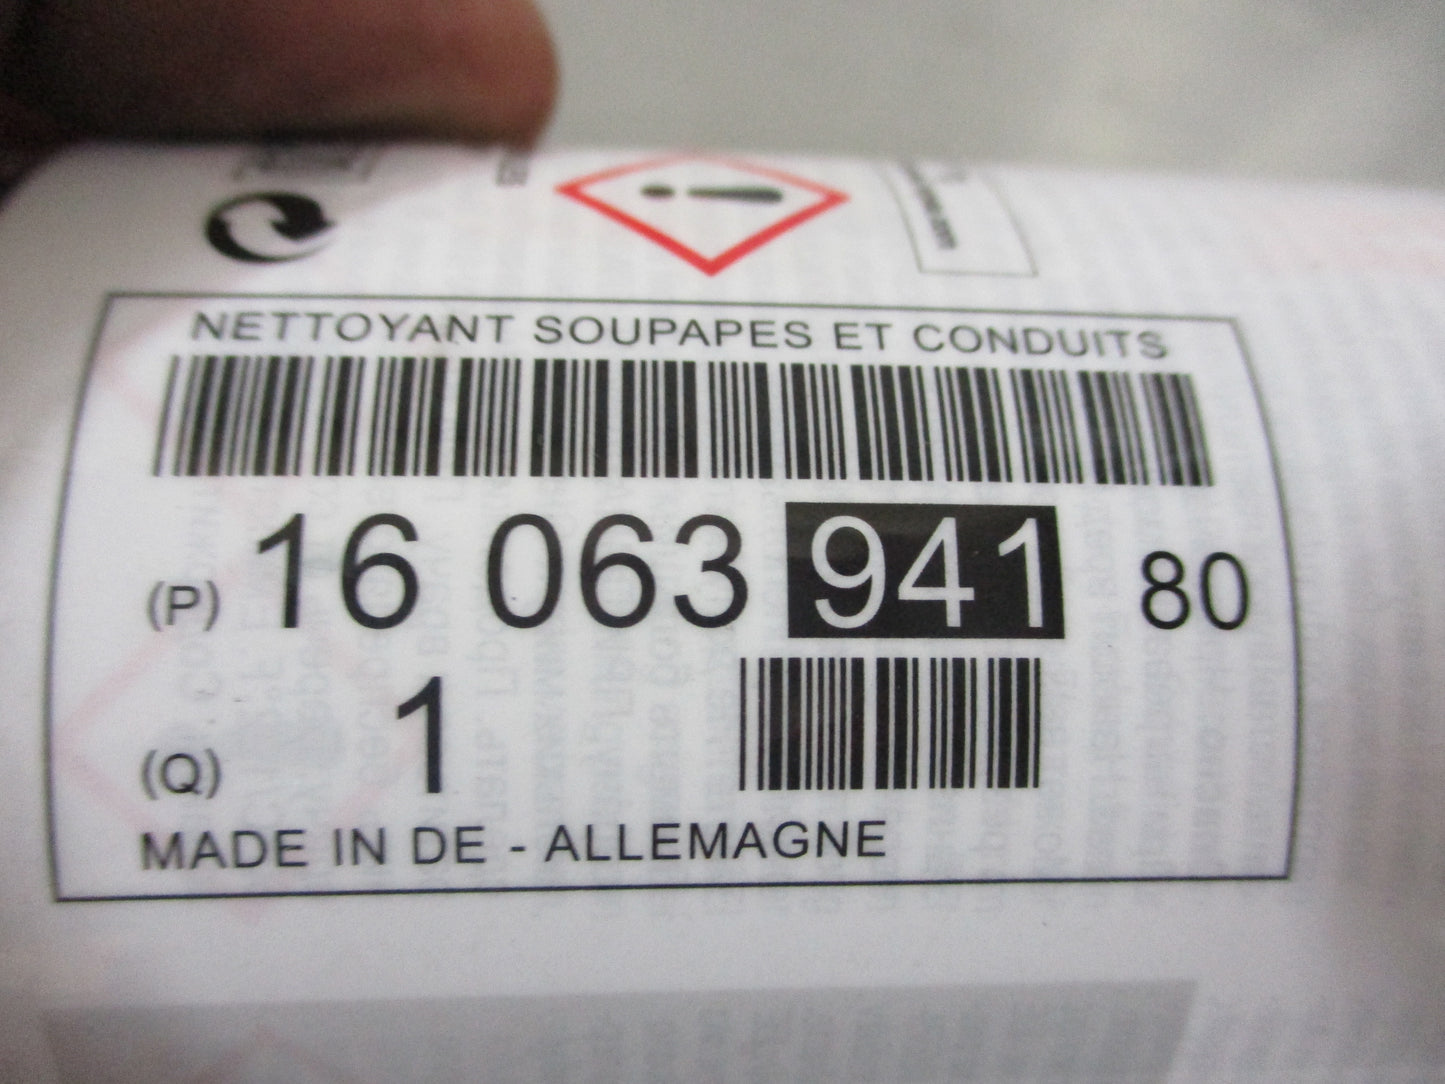 NETTOYANT SOUPAPES ET CONDUITS
(P) 16 063 941 80
(Q) 1
MADE IN DE - ALLEMAGNE